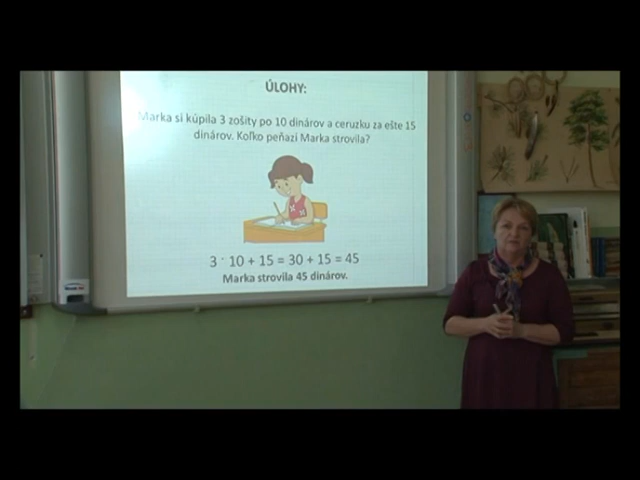 ÚLOHY:
Marka si kúpila 3 zošity po 10 dinárov a ceruzku za ešte 15
dinárov. Koľko peňazi Marka strovila?
3 · 10 + 15 = 30 + 15 = 45
Marka strovila 45 dinárov.